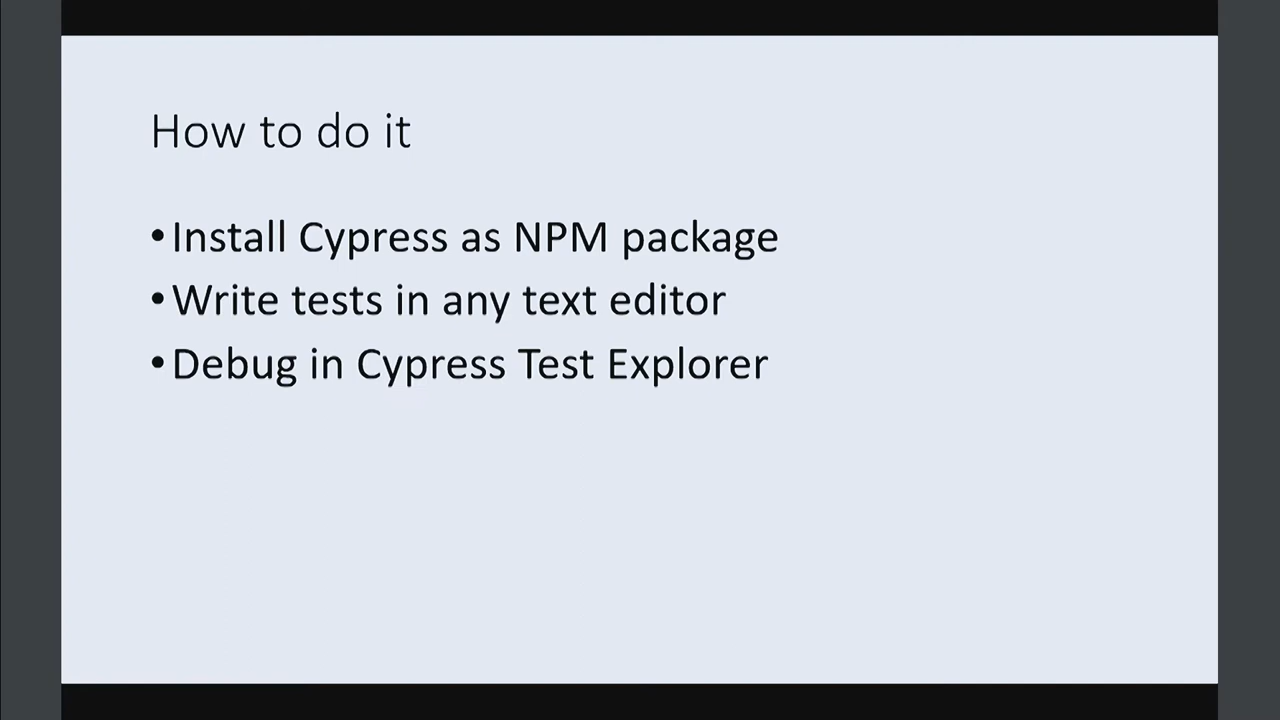 How to do it
•Install Cypress as NPM package
•Write tests in any text editor
•Debug in Cypress Test Explorer